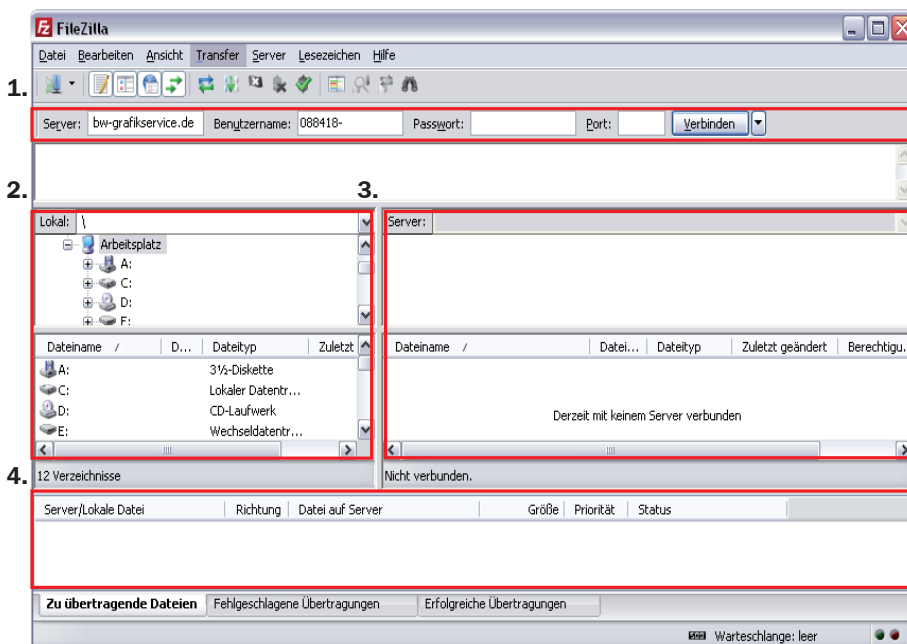 FileZilla
Datei Bearbeiten Ansicht Transfer Server Lesezeichen Hilfe
1.
Server: bw-grafikservice.de Benutzername: 088418- Passwort: Port: Verbinden
2. 3.
Lokal: \ Server:
Arbeitsplatz
A:
C:
D:
E:
Dateiname / D... Dateityp Zuletzt Dateiname / Datei... Dateityp Zuletzt geändert Berechtigu.
A: 3½-Diskette
C: Lokaler Datentr...
D: CD-Laufwerk Derzeit mit keinem Server verbunden
E: Wechseldatentr...
4. 12 Verzeichnisse Nicht verbunden.
Server/Lokale Datei Richtung Datei auf Server Größe Priorität Status
Zu übertragende Dateien Fehlgeschlagene Übertragungen Erfolgreiche Übertragungen
Warteschlange: leer